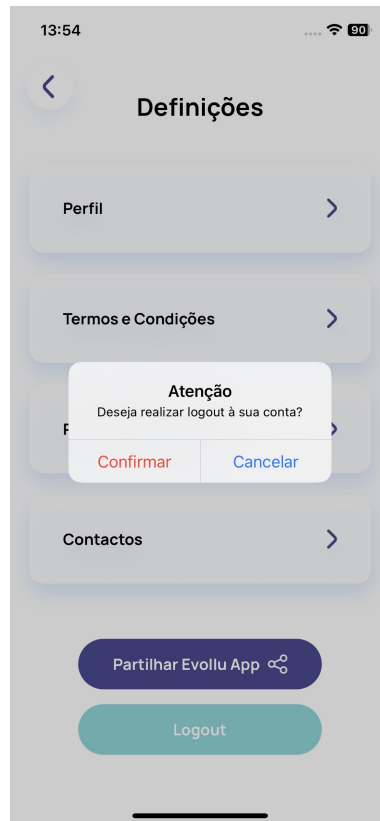 13:54
90
Definições
Perfil
Termos e Condições
Atenção
Deseja realizar logout à sua conta?
Confirmar
Cancelar
Contactos
Partilhar Evollu App
Logout